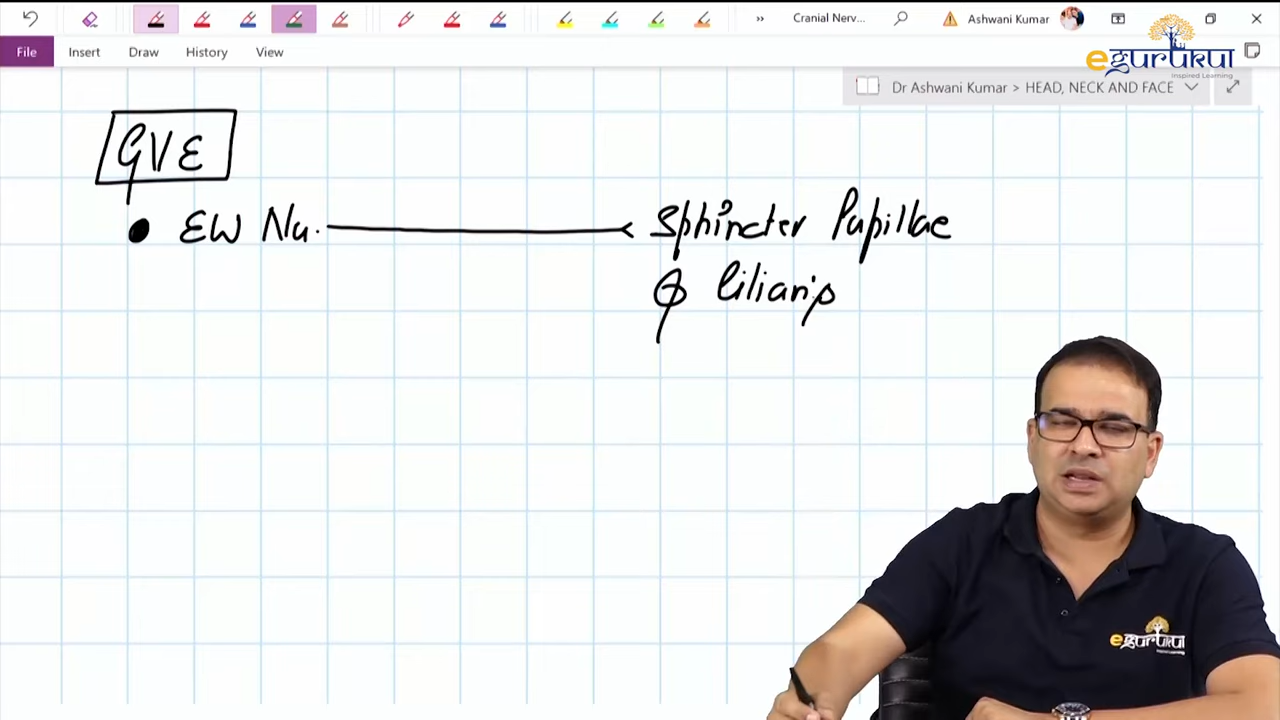 Cranial Nerv...
Ashwani Kumar
File Insert Draw History View
egurukul
Inspired Learning
Dr Ashwani Kumar > HEAD, NECK AND FACE
GVE
EW Nu.
Sphincter Pupillae
Ciliaris
egurukul